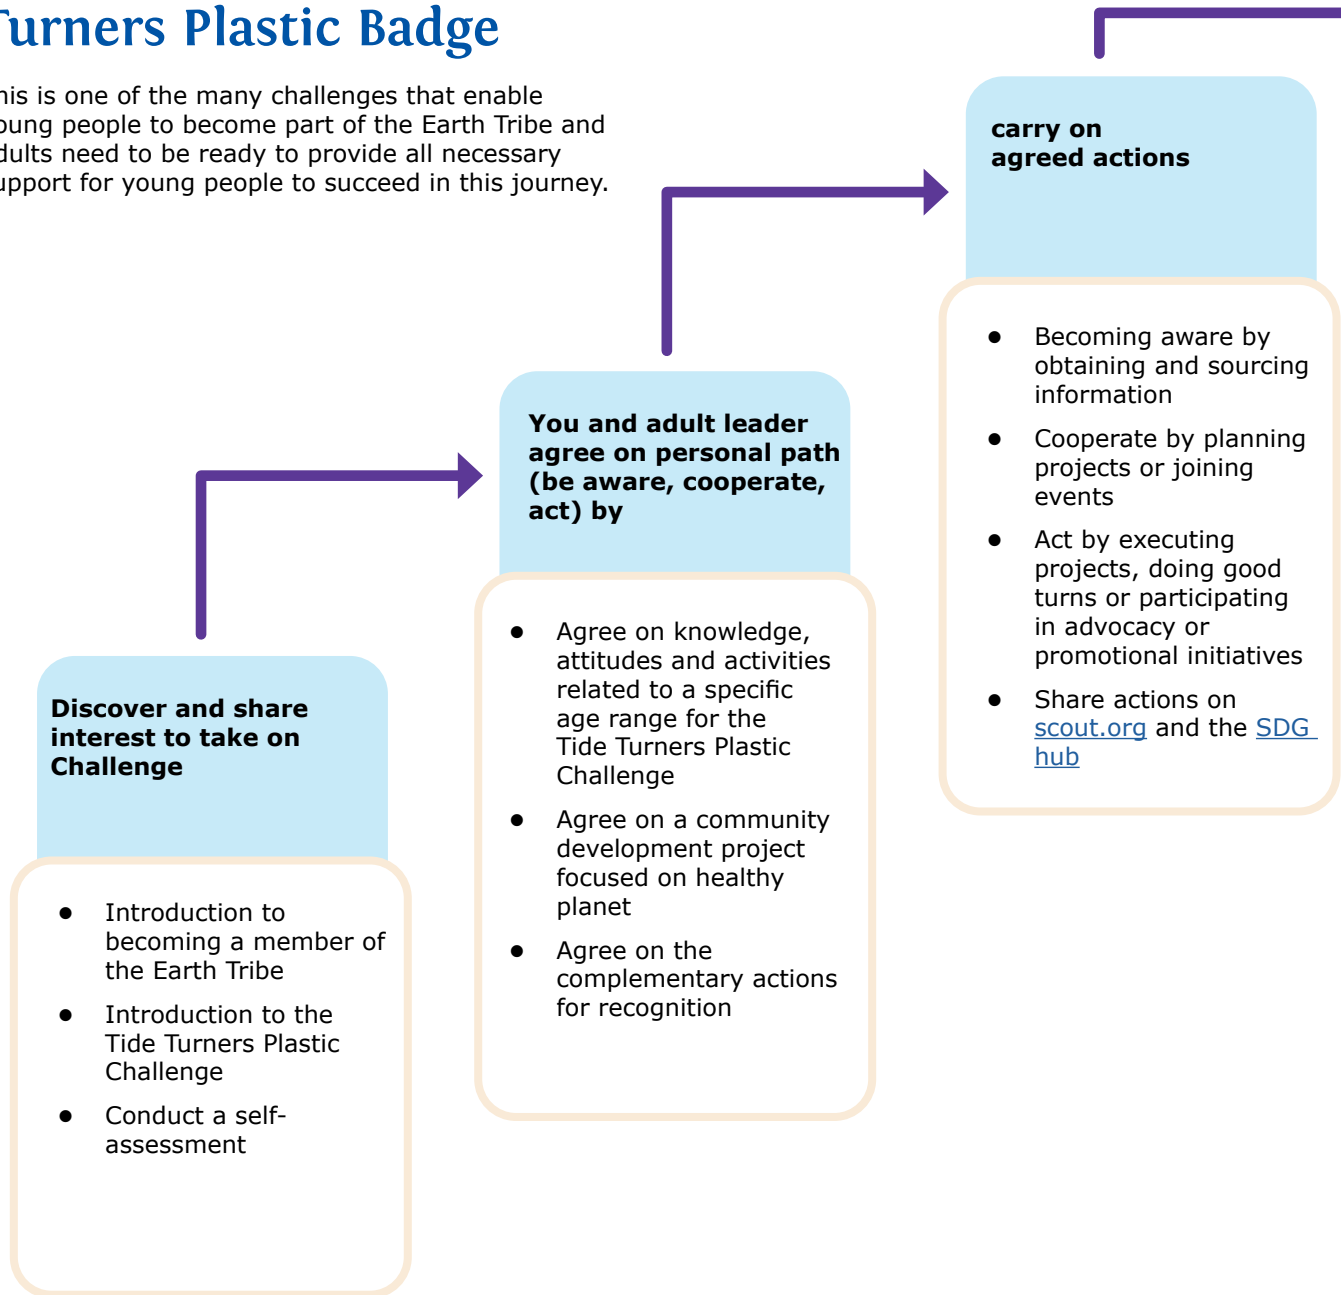 Turners Plastic Badge
his is one of the many challenges that enable
oung people to become part of the Earth Tribe and
dults need to be ready to provide all necessary
upport for young people to succeed in this journey.
Discover and share
interest to take on
Challenge
● Introduction to
becoming a member of
the Earth Tribe
● Introduction to the
Tide Turners Plastic
Challenge
● Conduct a self-
assessment
You and adult leader
agree on personal path
(be aware, cooperate,
act) by
● Agree on knowledge,
attitudes and activities
related to a specific
age range for the
Tide Turners Plastic
Challenge
● Agree on a community
development project
focused on healthy
planet
● Agree on the
complementary actions
for recognition
carry on
agreed actions
● Becoming aware by
obtaining and sourcing
information
● Cooperate by planning
projects or joining
events
● Act by executing
projects, doing good
turns or participating
in advocacy or
promotional initiatives
● Share actions on
scout.org and the SDG
hub